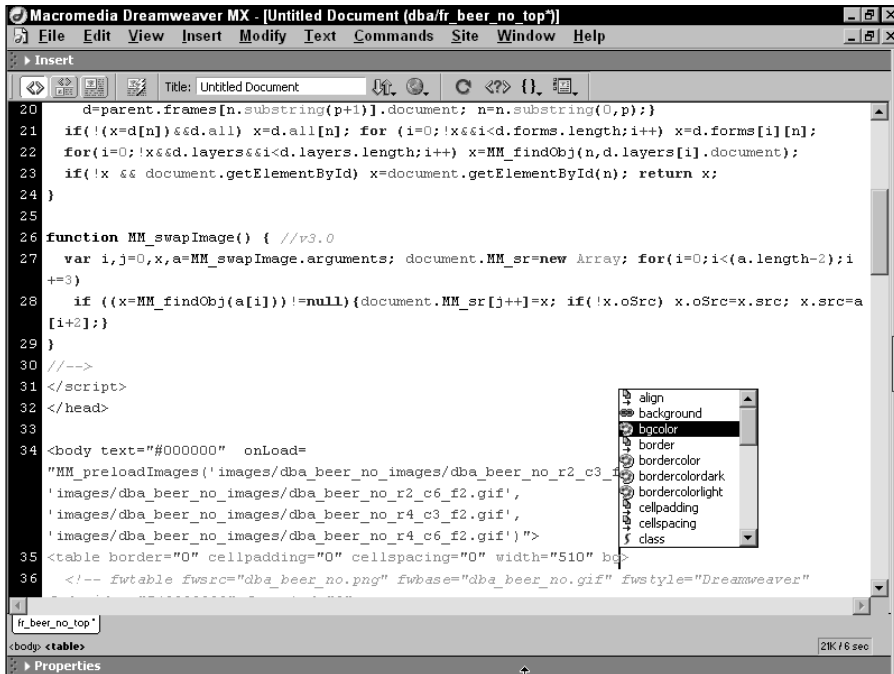 Macromedia Dreamweaver MX - [Untitled Document (dba/fr_beer_no_top*)]
File Edit View Insert Modify Text Commands Site Window Help
Insert
Title: Untitled Document
20 d=parent.frames[n.substring(p+1)].document; n=n.substring(0,p);}
21 if(!(x=d[n])&&d.all) x=d.all[n]; for (i=0;!x&&i<d.forms.length;i++) x=d.forms[i][n];
22 for(i=0;!x&&d.layers&&i<d.layers.length;i++) x=MM_findObj(n,d.layers[i].document);
23 if(!x && document.getElementById) x=document.getElementById(n); return x;
24 }
25
26 function MM_swapImage() { //v3.0
27 var i,j=0,x,a=MM_swapImage.arguments; document.MM_sr=new Array; for(i=0;i<(a.length-2);i
+=3)
28 if ((x=MM_findObj(a[i]))!=null){document.MM_sr[j++]=x; if(!x.oSrc) x.oSrc=x.src; x.src=a
[i+2];}
29 }
30 //-->
31 </script>
32 </head>
33
34 <body text="#000000" onLoad=
"MM_preloadImages('images/dba_beer_no_images/dba_beer_no_r2_c3_f
'images/dba_beer_no_images/dba_beer_no_r2_c6_f2.gif',
'images/dba_beer_no_images/dba_beer_no_r4_c3_f2.gif',
'images/dba_beer_no_images/dba_beer_no_r4_c6_f2.gif')">
35 <table border="0" cellpadding="0" cellspacing="0" width="510" bg>
36 <!-- fwtable fwsrc="dba_beer_no.png" fwbase="dba_beer_no.gif" fwstyle="Dreamweaver"
align
background
bgcolor
border
bordercolor
bordercolordark
bordercolorlight
cellpadding
cellspacing
class
fr_beer_no_top*
<body> <table>
21K / 6 sec
Properties